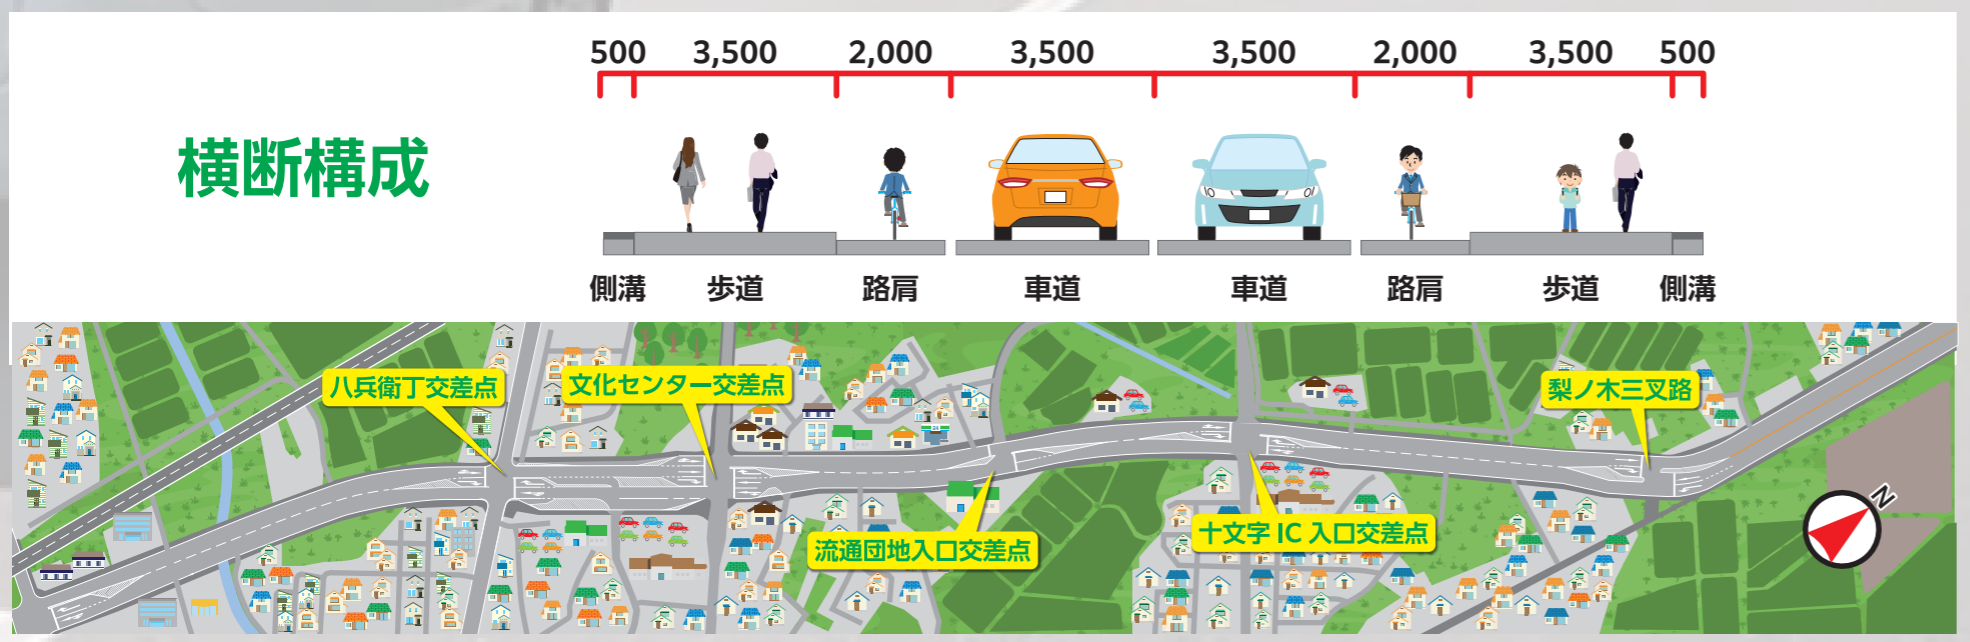 500 3,500 2,000 3,500 3,500 2,000 3,500 500
横断構成
側溝 歩道 路肩 車道 車道 路肩 歩道 側溝
八兵衛丁交差点
文化センター交差点
梨ノ木三叉路
流通団地入口交差点
十文字 IC 入口交差点
N